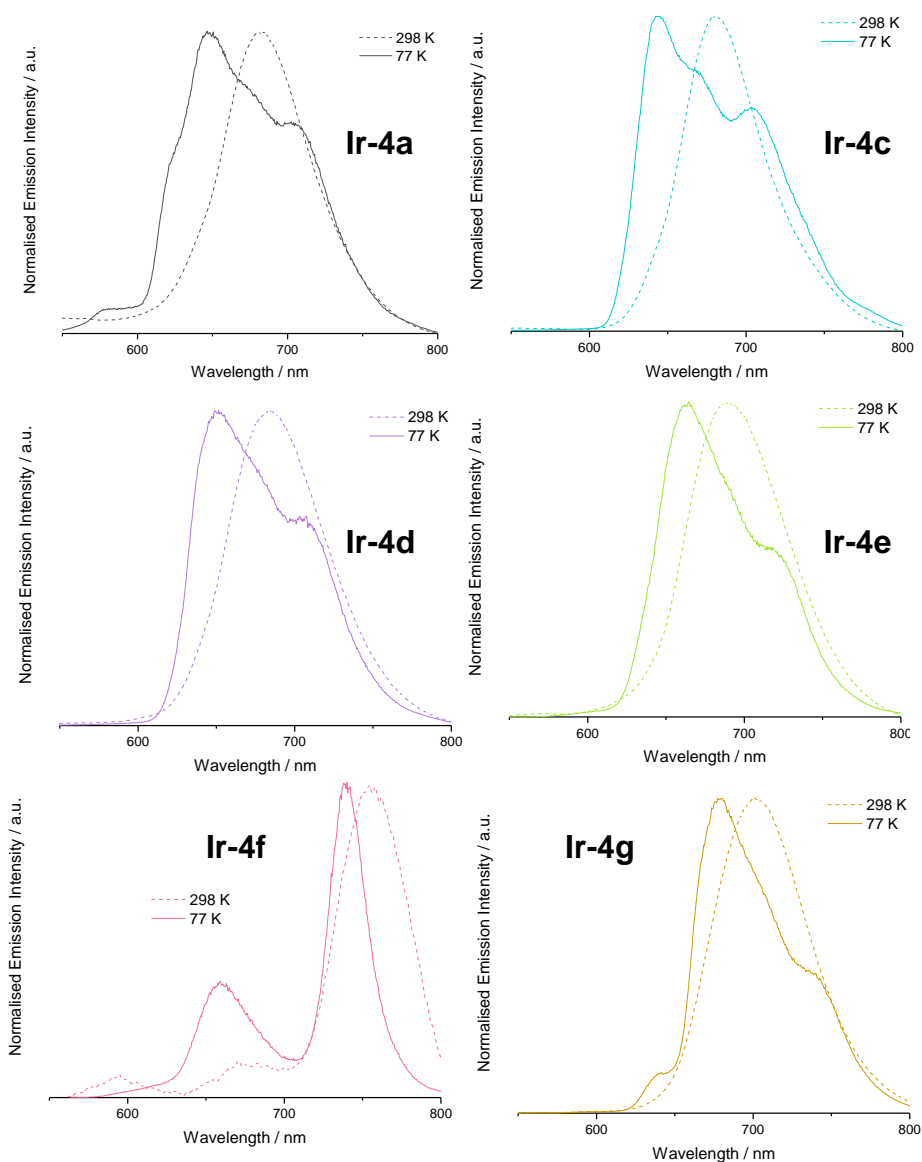 Normalised Emission Intensity / a.u.
298 K
77 K
Ir-4a
600
700
800
Wavelength / nm
Normalised Emission Intensity / a.u.
298 K
77 K
Ir-4c
600
700
800
Wavelength / nm
Normalised Emission Intensity / a.u.
298 K
77 K
Ir-4d
600
700
800
Wavelength / nm
Normalised Emission Intensity / a.u.
298 K
77 K
Ir-4e
600
700
800
Wavelength / nm
Normalised Emission Intensity / a.u.
Ir-4f
298 K
77 K
600
700
800
Wavelength / nm
Normalised Emission Intensity / a.u.
Ir-4g
298 K
77 K
600
700
800
Wavelength / nm